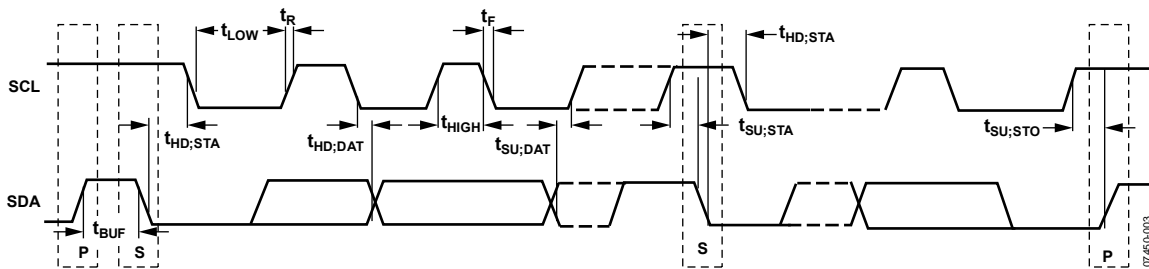 tLOW
tR
tF
tHD;STA
SCL
tHD;STA
tHD;DAT
tHIGH
tSU;DAT
tSU;STA
tSU;STO
SDA
tBUF
P
S
S
P
07450-003